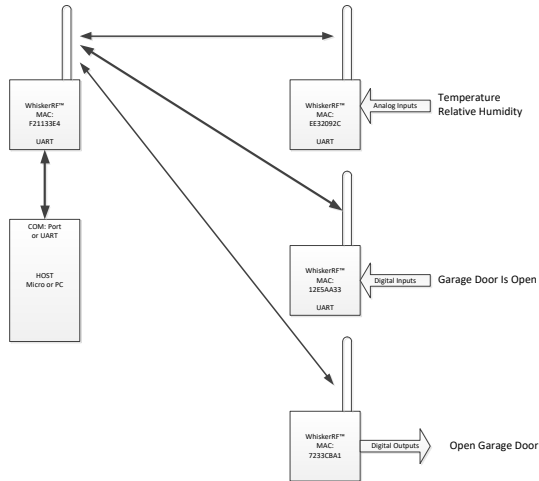 WhiskerRF™
MAC:
F21133E4
UART
COM: Port
or UART
HOST
Micro or PC
WhiskerRF™
MAC:
EE32092C
UART
Analog Inputs
Temperature
Relative Humidity
WhiskerRF™
MAC:
12E5AA33
UART
Digital Inputs
Garage Door Is Open
WhiskerRF™
MAC:
7233CBA1
Digital Outputs
Open Garage Door